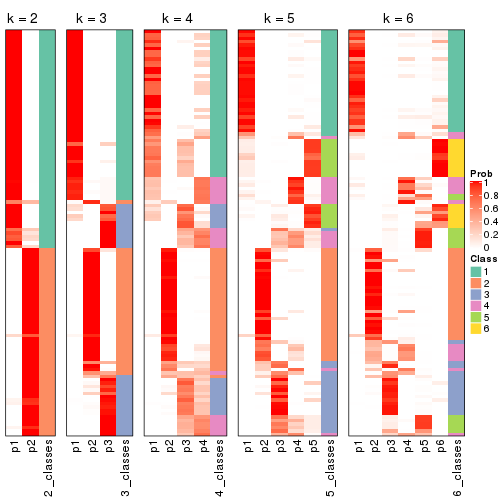 k = 2 k = 3 k = 4 k = 5 k = 6
Prob
1
0.8
0.6
0.4
0.2
0
Class
1
2
3
4
5
6
p1 p2 2_classes
p1 p2 p3 3_classes
p1 p2 p3 p4 4_classes
p1 p2 p3 p4 p5 5_classes
p1 p2 p3 p4 p5 p6 6_classes